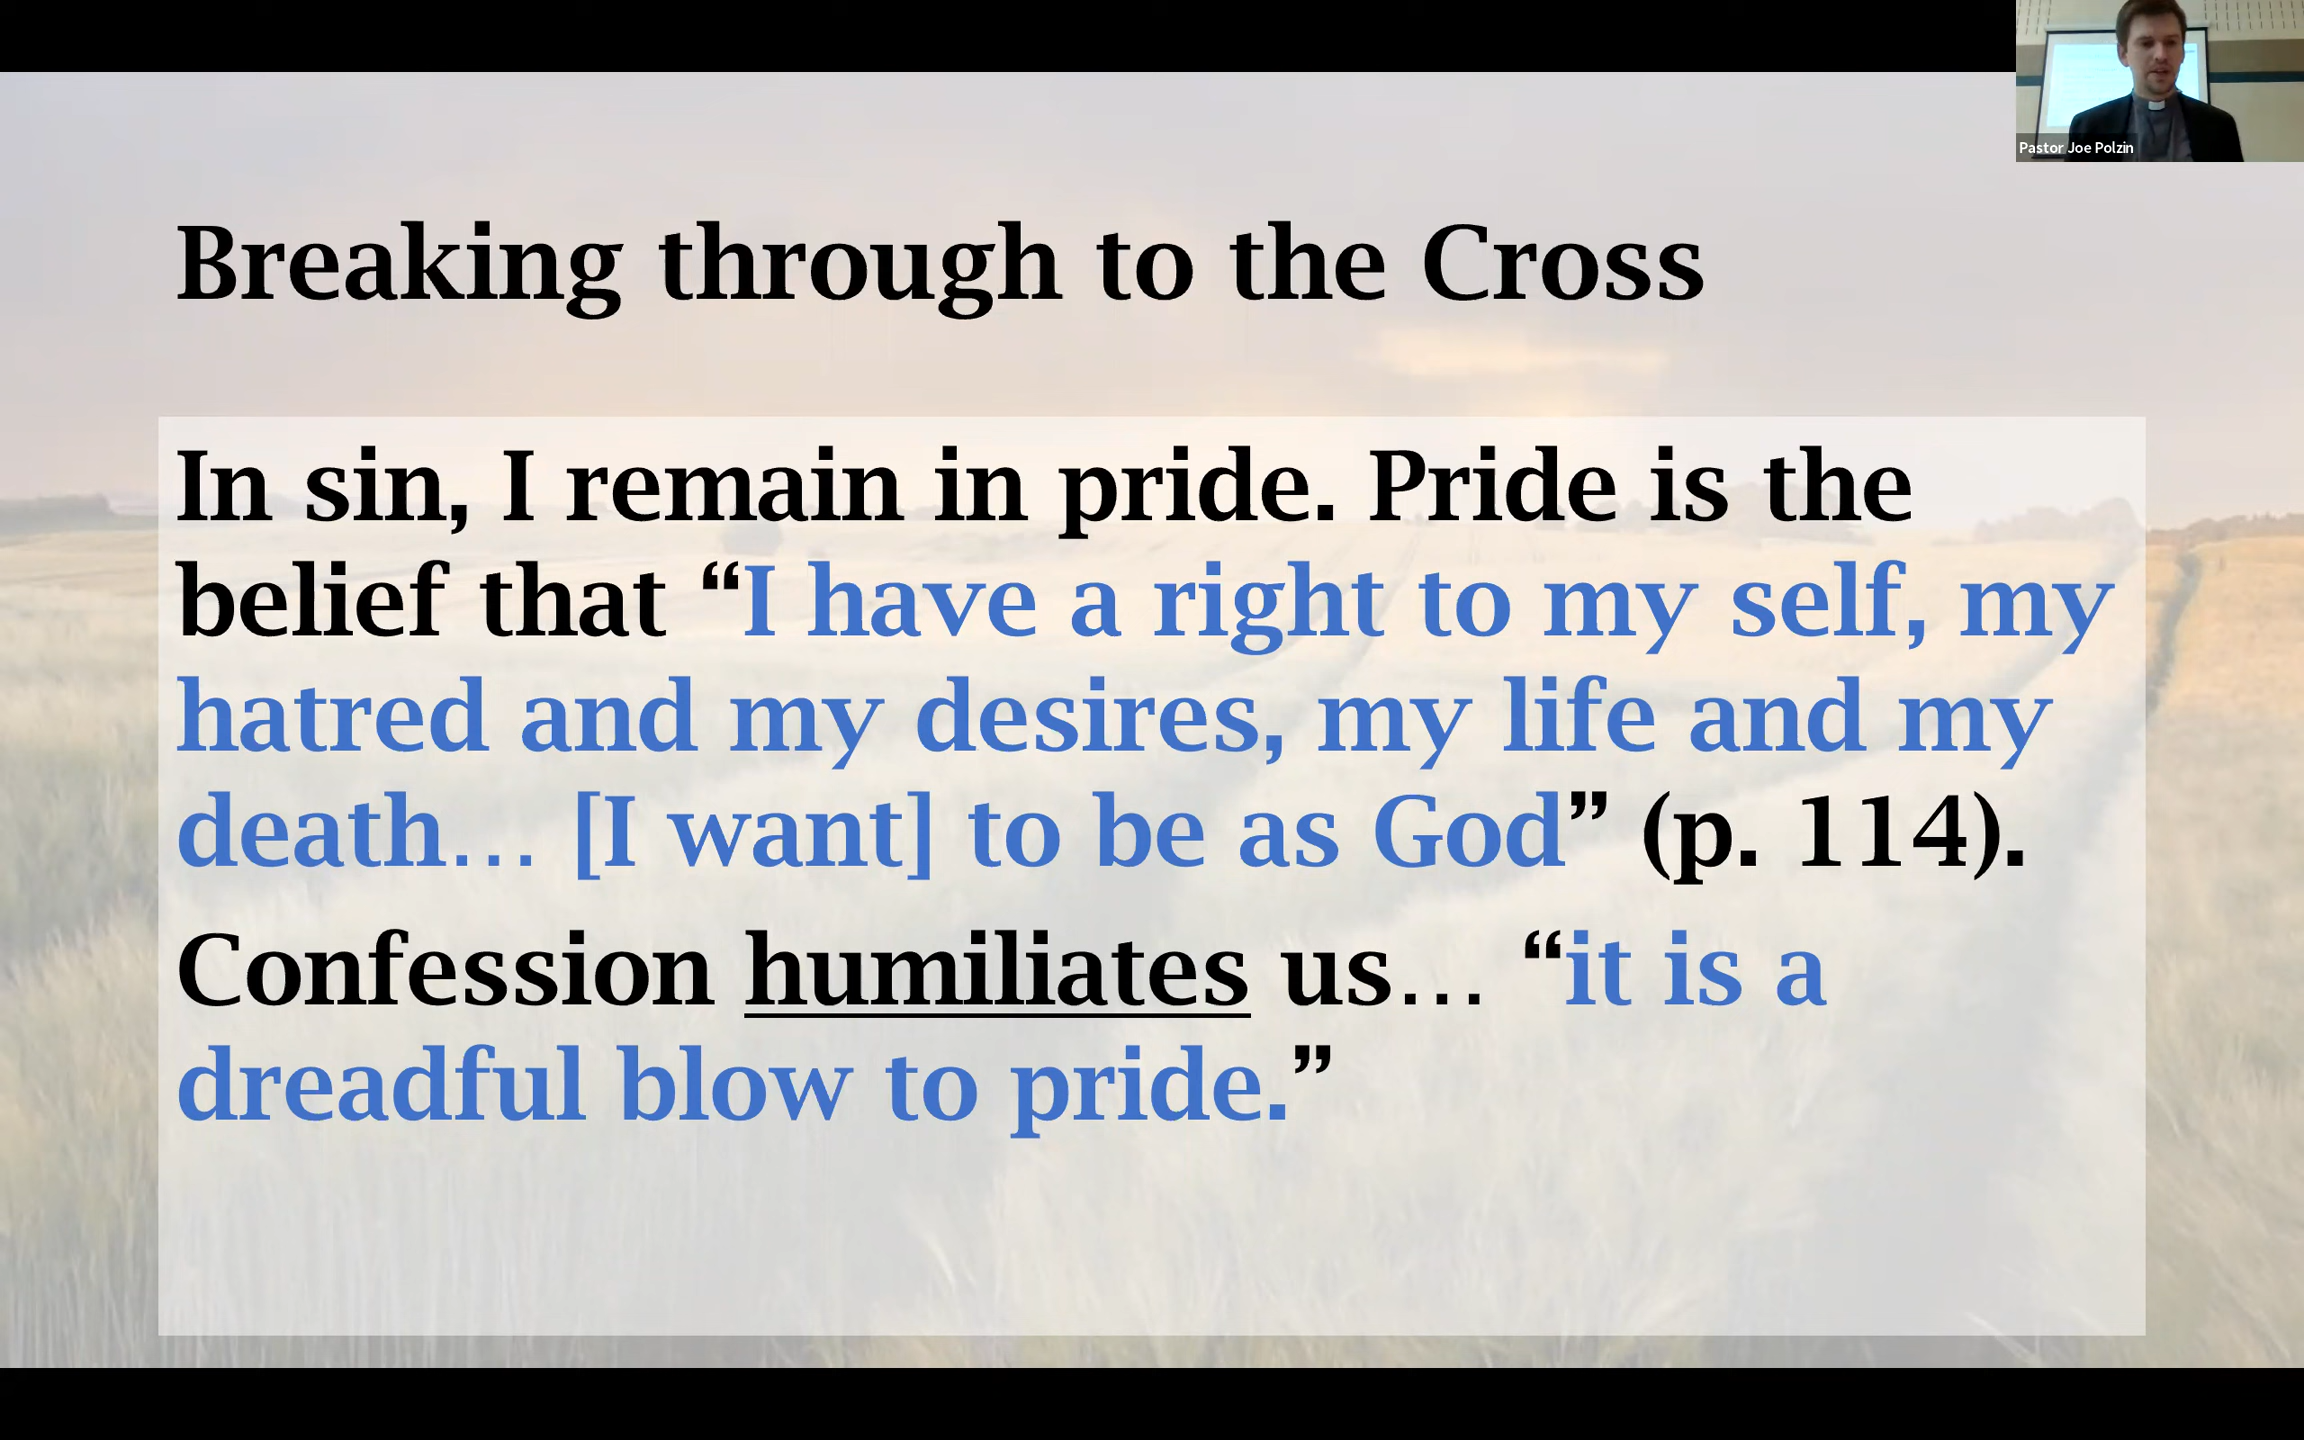 Pastor Joe Polzin
Breaking through to the Cross
In sin, I remain in pride. Pride is the
belief that “I have a right to my self, my
hatred and my desires, my life and my
death… [I want] to be as God” (p. 114).
Confession humiliates us… “it is a
dreadful blow to pride.”